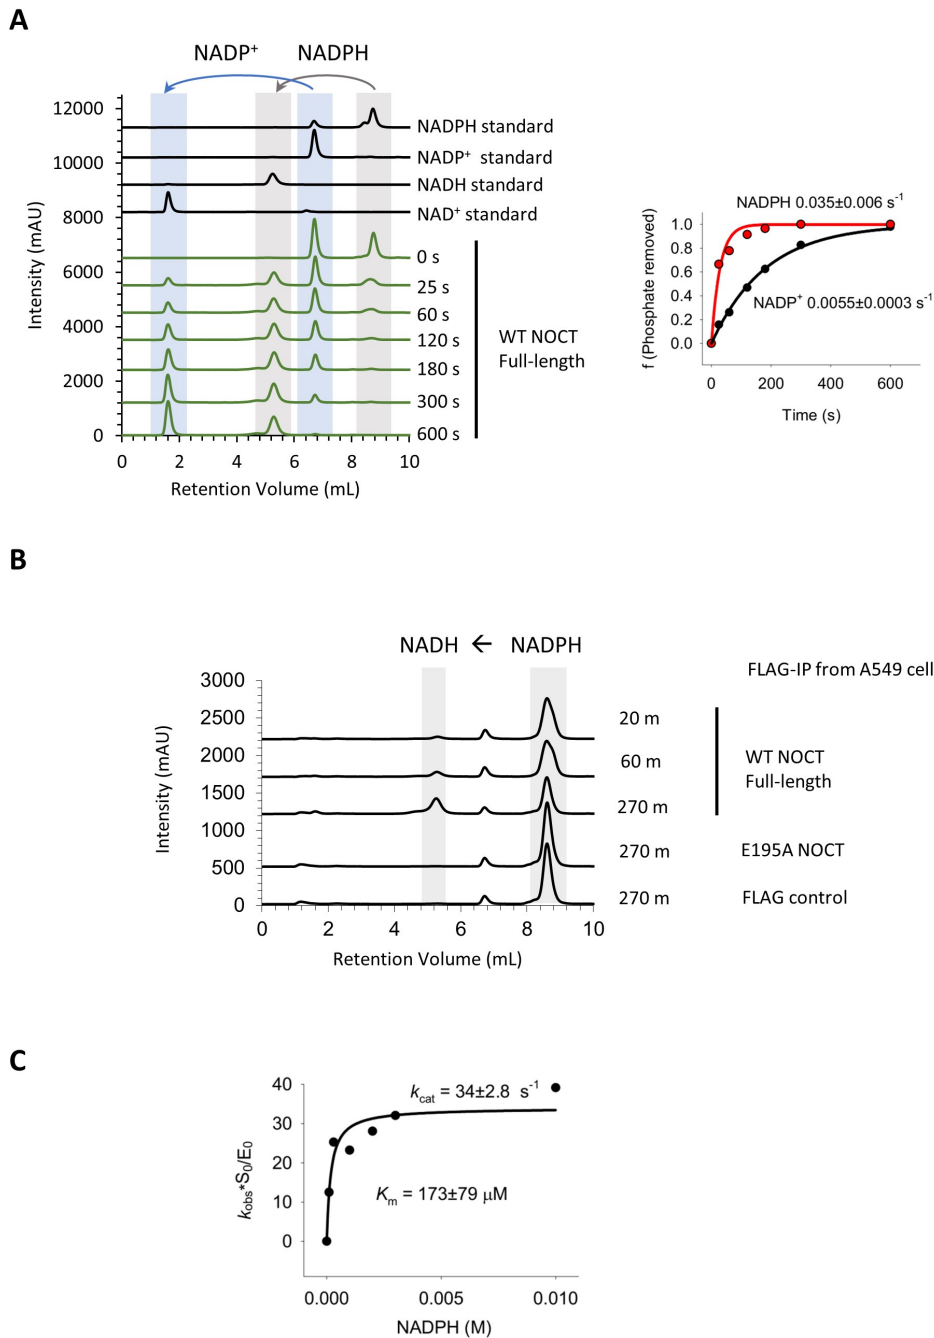 A
NADP+ NADPH
12000
10000
8000
6000
4000
2000
0
Intensity (mAU)
NADPH standard
NADP+ standard
NADH standard
NAD+ standard
0 s
25 s
60 s
120 s
180 s
300 s
600 s
WT NOCT
Full-length
0 2 4 6 8 10
Retention Volume (mL)
NADPH 0.035±0.006 s-1
1.0
0.8
0.6
0.4
0.2
0.0
f (Phosphate removed)
NADP+ 0.0055±0.0003 s-1
0 200 400 600
Time (s)
B
NADH ← NADPH
FLAG-IP from A549 cell
3000
2500
2000
1500
1000
500
0
Intensity (mAU)
20 m
60 m
270 m
WT NOCT
Full-length
270 m E195A NOCT
270 m FLAG control
0 2 4 6 8 10
Retention Volume (mL)
C
40
30
20
10
0
kobs*S0/E0
kcat = 34±2.8 s-1
Km = 173±79 μM
0.000 0.005 0.010
NADPH (M)